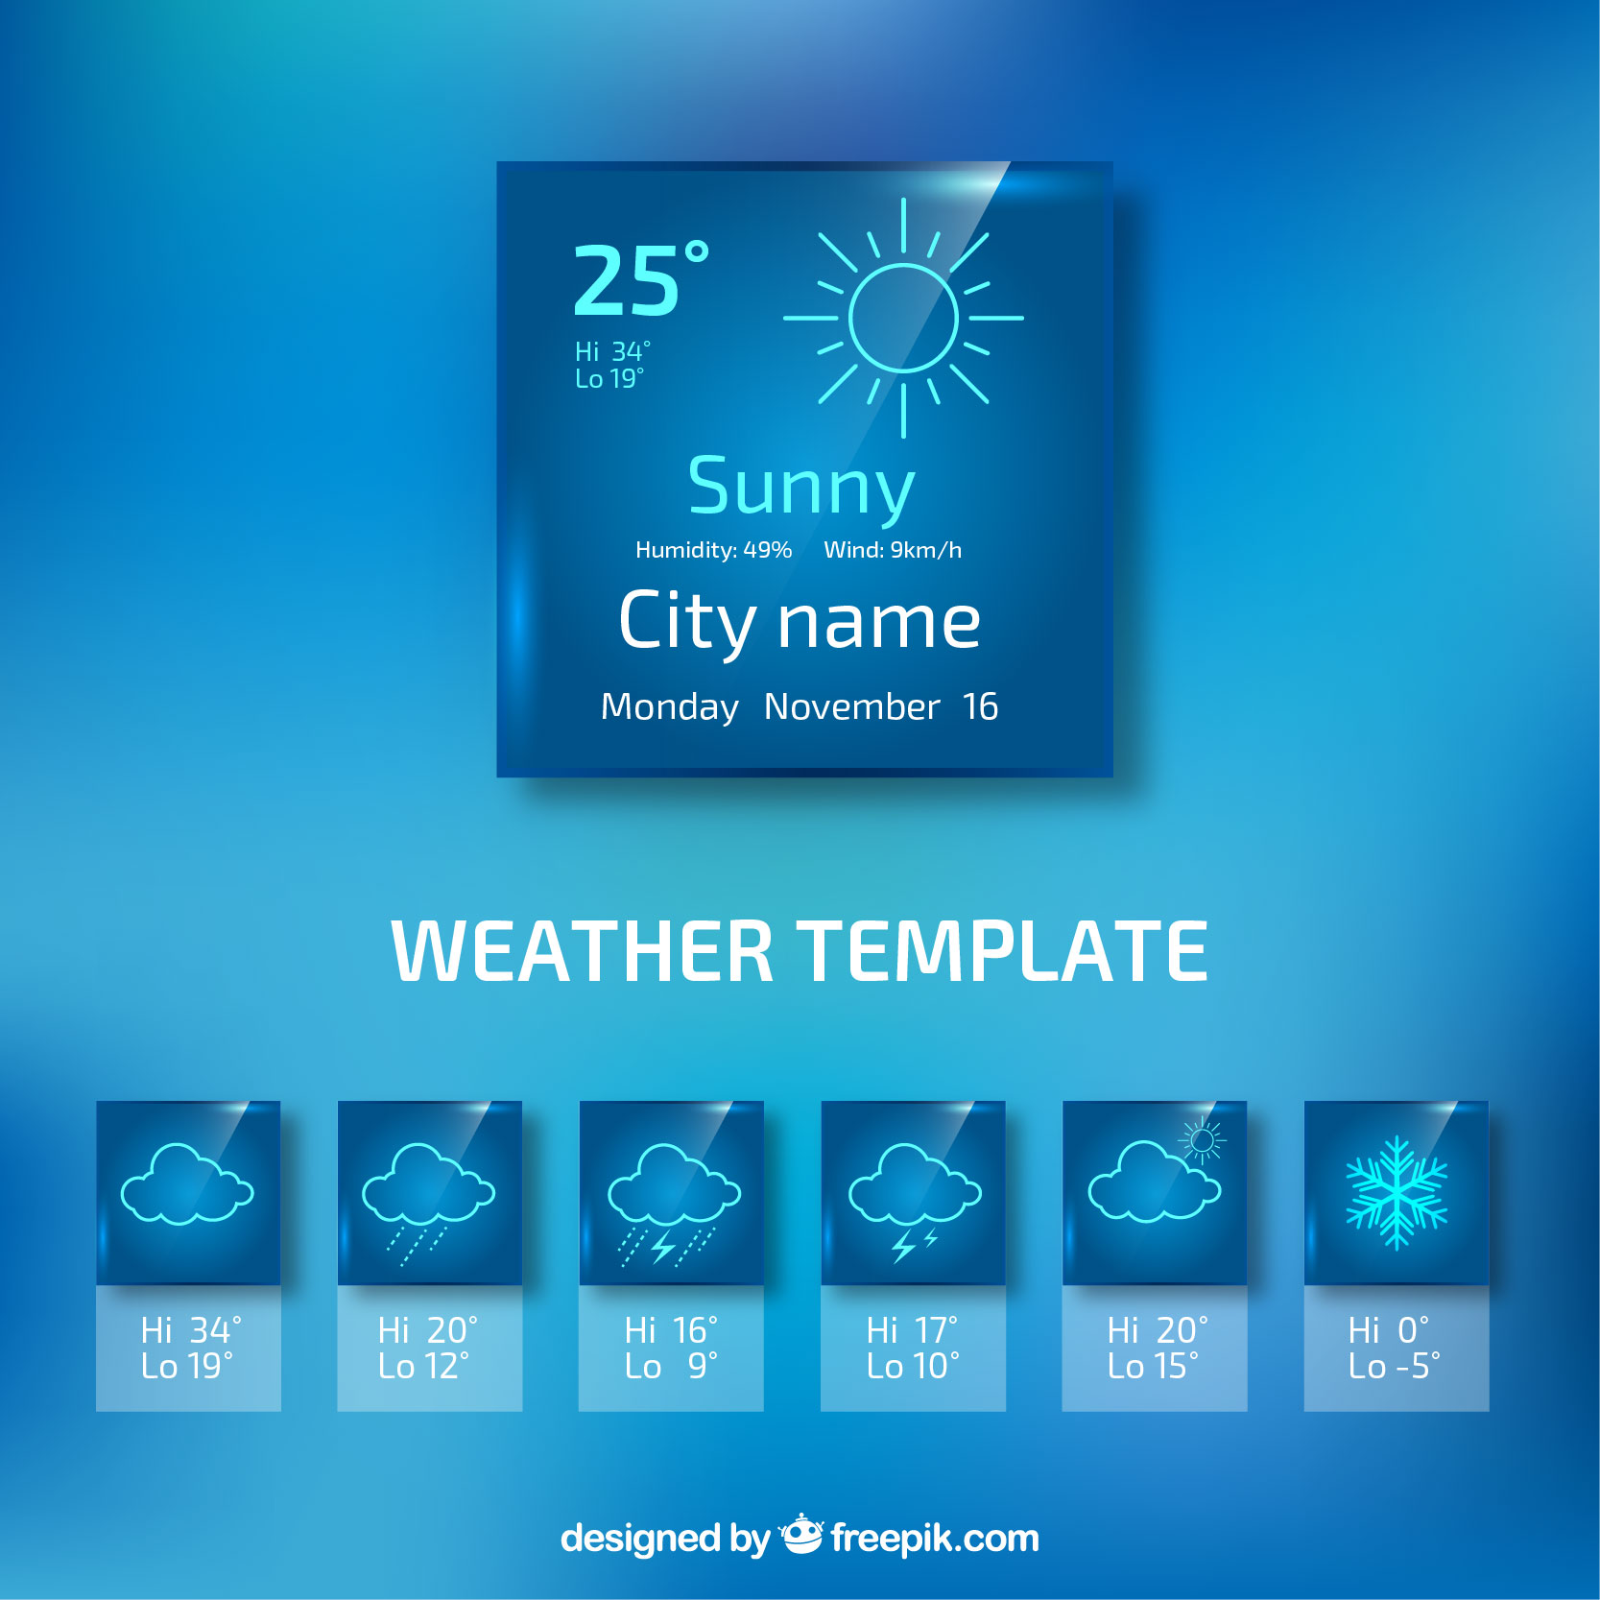 25°
Hi 34°
Lo 19°
Sunny
Humidity: 49% Wind: 9km/h
City name
Monday November 16
WEATHER TEMPLATE
Hi 34°
Lo 19°
Hi 20°
Lo 12°
Hi 16°
Lo 9°
Hi 17°
Lo 10°
Hi 20°
Lo 15°
Hi 0°
Lo -5°
designed by freepik.com